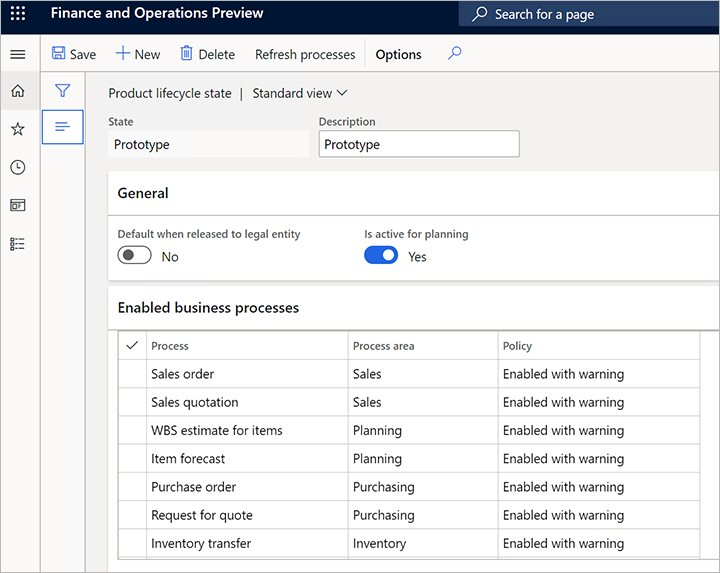 Finance and Operations Preview
Search for a page
Save New Delete Refresh processes Options
Product lifecycle state | Standard view
State Description
Prototype Prototype
General
Default when released to legal entity Is active for planning
No Yes
Enabled business processes
Process Process area Policy
Sales order Sales Enabled with warning
Sales quotation Sales Enabled with warning
WBS estimate for items Planning Enabled with warning
Item forecast Planning Enabled with warning
Purchase order Purchasing Enabled with warning
Request for quote Purchasing Enabled with warning
Inventory transfer Inventory Enabled with warning